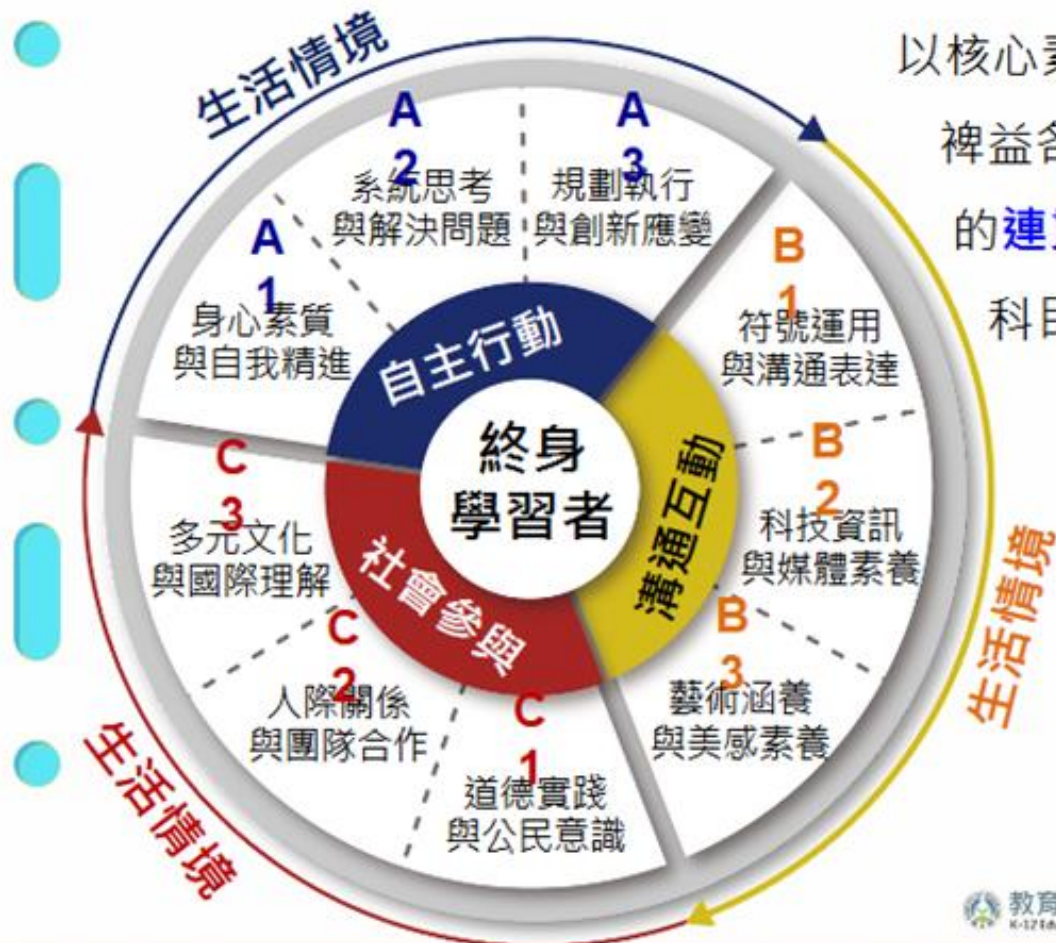 生活情境
A
1
身心素質
與自我精進
A
2
系統思考
與解決問題
A
3
規劃執行
與創新應變
B
1
符號運用
與溝通表達
B
2
科技資訊
與媒體素養
B
3
藝術涵養
與美感素養
C
1
道德實踐
與公民意識
C
2
人際關係
與團隊合作
C
3
多元文化
與國際理解
自主行動
溝通互動
社會參與
終身
學習者
生活情境
生活情境
以核心素
裨益各
的連
科目
教育